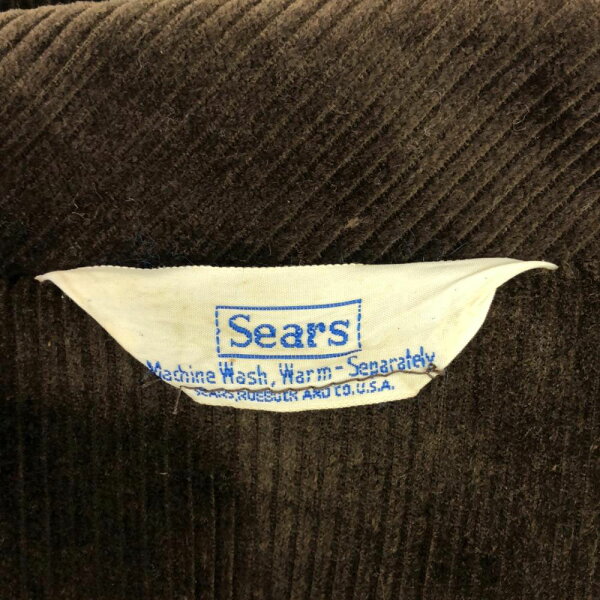 Sears
Machine Wash, Warm - Separately
SEARS, ROEBUCK AND CO. U.S.A.